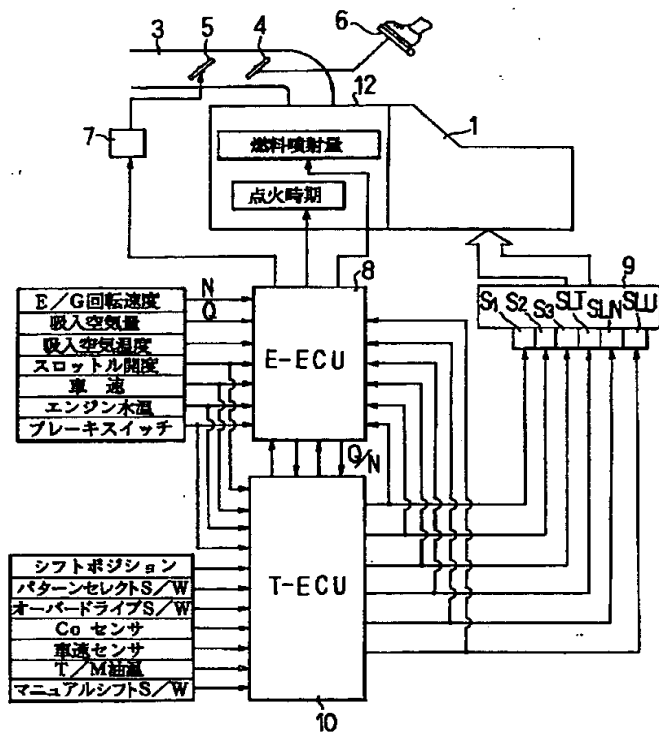 3
5
4
6
12
1
7
燃料噴射量
点火時期
8
9
S1 S2 S3 SLT SLN SLU
E/G回転速度
N
吸入空気量
Q
吸入空気温度
スロットル開度
車速
エンジン水温
ブレーキスイッチ
E-ECU
Q/N
シフトポジション
パターンセレクトS/W
オーバードライブS/W
Coセンサ
車速センサ
T/M油温
マニュアルシフトS/W
T-ECU
10